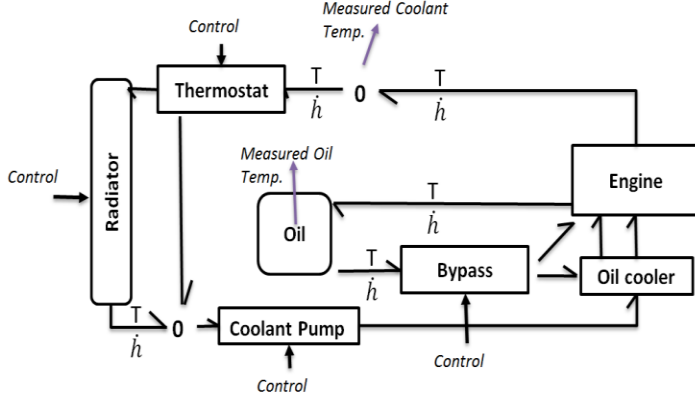 Measured Coolant
Temp.
Control
T
ḣ
0
T
ḣ
Thermostat
Control
Radiator
Measured Oil
Temp.
Oil
T
ḣ
Engine
T
ḣ
Bypass
Oil cooler
T
ḣ
0
Coolant Pump
Control
Control